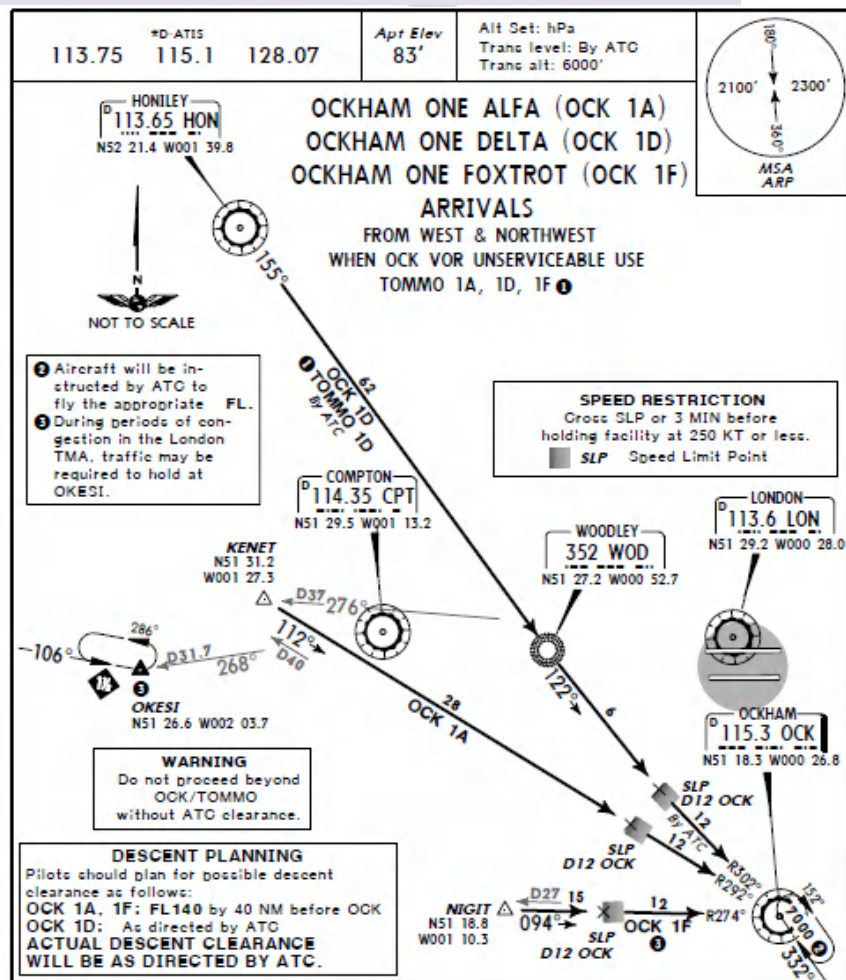 *D-ATIS
113.75 115.1 128.07
Apt Elev
83'
Alt Set: hPa
Trans level: By ATC
Trans alt: 6000'
180°
2100' 2300'
360°
MSA
ARP
HONILEY
D 113.65 HON
N52 21.4 W001 39.8
OCKHAM ONE ALFA (OCK 1A)
OCKHAM ONE DELTA (OCK 1D)
OCKHAM ONE FOXTROT (OCK 1F)
ARRIVALS
FROM WEST & NORTHWEST
WHEN OCK VOR UNSERVICEABLE USE
TOMMO 1A, 1D, 1F 1
155°
N
NOT TO SCALE
2 Aircraft will be in-
structed by ATC to
fly the appropriate FL.
3 During periods of con-
gestion in the London
TMA, traffic may be
required to hold at
OKESI.
62
OCK 1D
1 TOMMO 1D
By ATC
SPEED RESTRICTION
Cross SLP or 3 MIN before
holding facility at 250 KT or less.
SLP Speed Limit Point
COMPTON
D 114.35 CPT
N51 29.5 W001 13.2
WOODLEY
352 WOD
N51 27.2 W000 52.7
LONDON
D 113.6 LON
N51 29.2 W000 28.0
KENET
N51 31.2
W001 27.3
D37 276°
112°
D40
286°
106°
D31.7
268°
1½
3
OKESI
N51 26.6 W002 03.7
122°
6
28
OCK 1A
OCKHAM
D 115.3 OCK
N51 18.3 W000 26.8
WARNING
Do not proceed beyond
OCK/TOMMO
without ATC clearance.
SLP
D12 OCK
By ATC
12
R302°
SLP
D12 OCK
12
R292°
DESCENT PLANNING
Pilots should plan for possible descent
clearance as follows:
OCK 1A, 1F: FL140 by 40 NM before OCK
OCK 1D: As directed by ATC
ACTUAL DESCENT CLEARANCE
WILL BE AS DIRECTED BY ATC.
NIGIT
N51 18.8
W001 10.3
D27
15
094°
SLP
D12 OCK
12
OCK 1F
3
R274°
152°
7000 2
332°